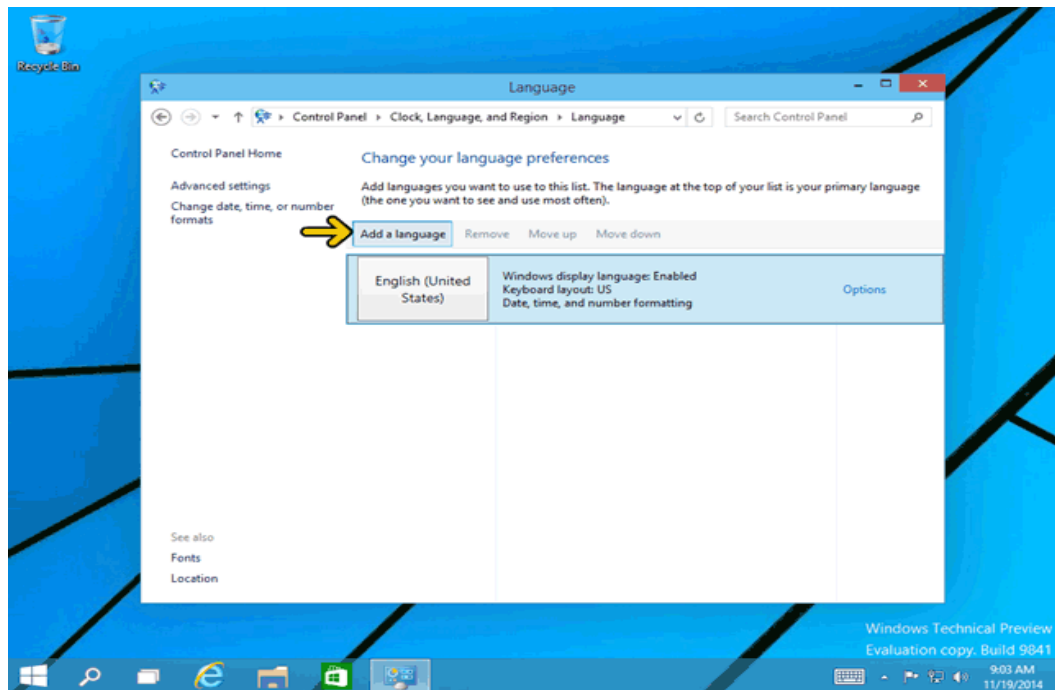 Recycle Bin
Language
Control Panel Clock, Language, and Region Language
Search Control Panel
Control Panel Home
Advanced settings
Change date, time, or number
formats
Change your language preferences
Add languages you want to use to this list. The language at the top of your list is your primary language
(the one you want to see and use most often).
Add a language Remove Move up Move down
English (United
States)
Windows display language: Enabled
Keyboard layout: US
Date, time, and number formatting
Options
See also
Fonts
Location
Windows Technical Preview
Evaluation copy. Build 9841
9:03 AM
11/19/2014